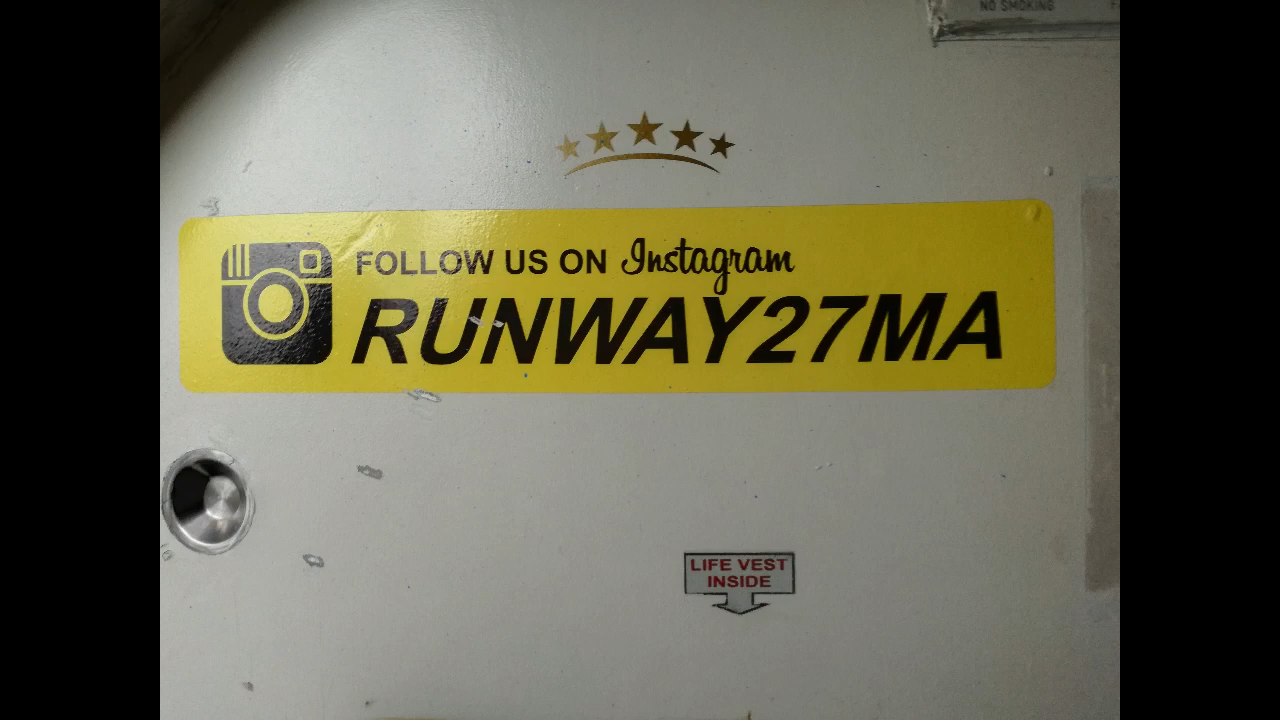 NO SMOKING
FOLLOW US ON Instagram
RUNWAY27MA
LIFE VEST
INSIDE